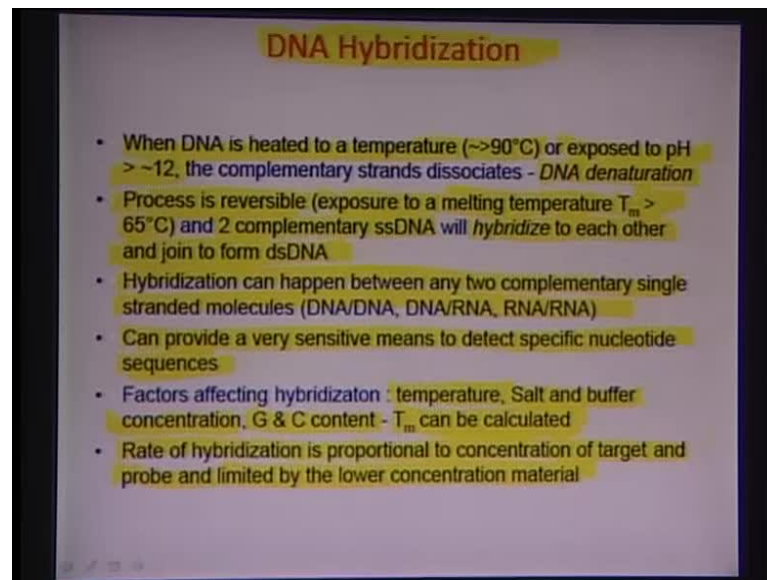 DNA Hybridization
• When DNA is heated to a temperature (~>90°C) or exposed to pH
> ~12, the complementary strands dissociates - DNA denaturation
• Process is reversible (exposure to a melting temperature Tm >
65°C) and 2 complementary ssDNA will hybridize to each other
and join to form dsDNA
• Hybridization can happen between any two complementary single
stranded molecules (DNA/DNA, DNA/RNA, RNA/RNA)
• Can provide a very sensitive means to detect specific nucleotide
sequences
• Factors affecting hybridizaton : temperature, Salt and buffer
concentration, G & C content - Tm can be calculated
• Rate of hybridization is proportional to concentration of target and
probe and limited by the lower concentration material